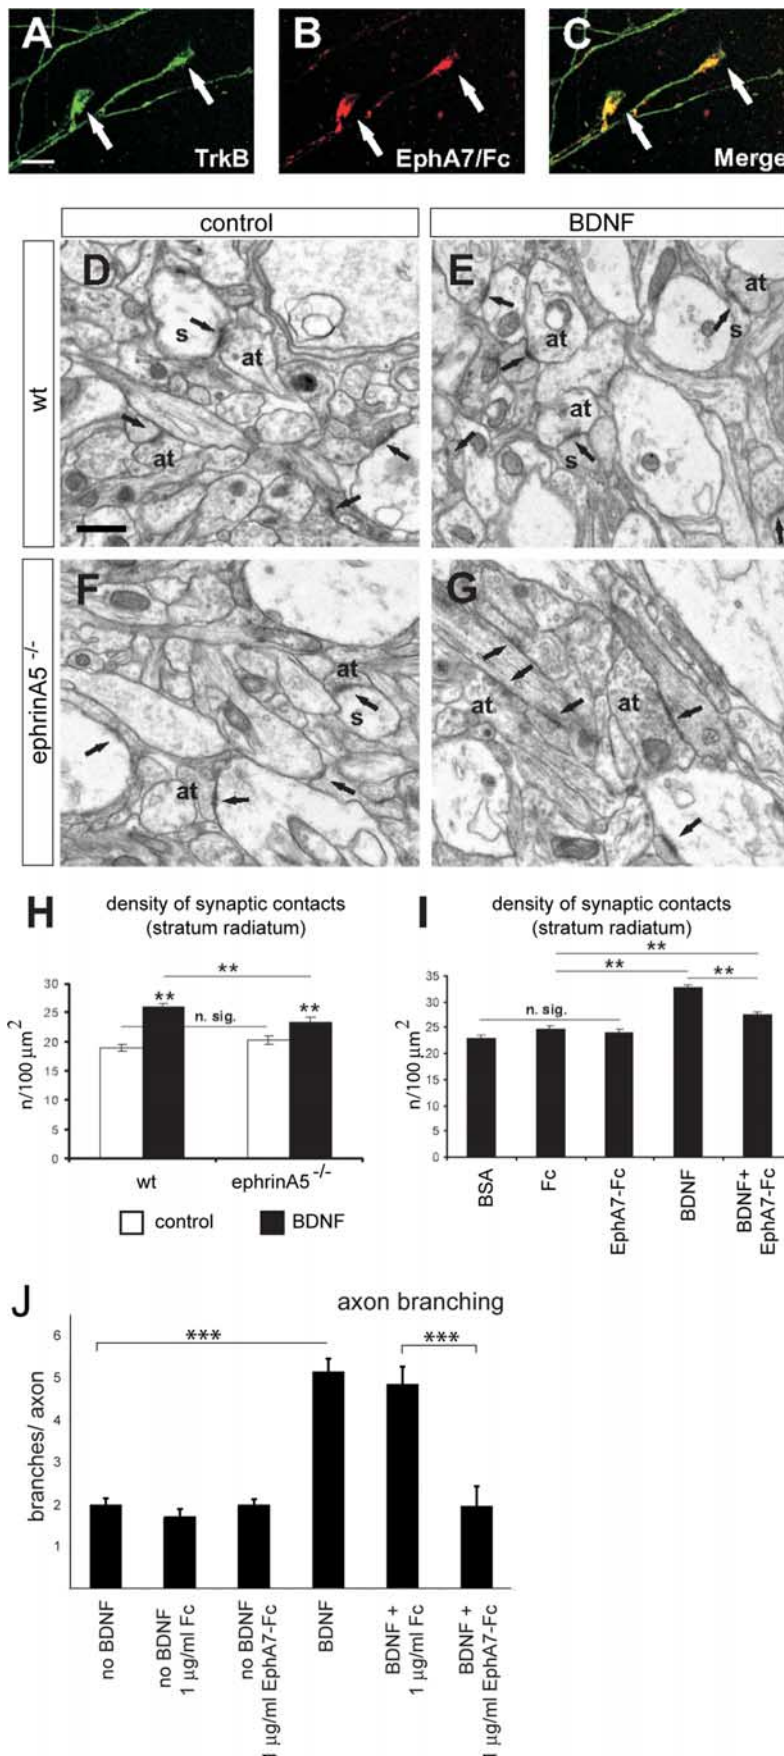 A
TrkB
B
EphA7/Fc
C
Merge
control
BDNF
wt
D
s
at
at
E
at
s
at
at
s
ephrinA5 -/-
F
at
s
at
G
at
at
H
density of synaptic contacts
(stratum radiatum)
n/100 µm²
30
25
20
15
10
5
0
**
**
**
n. sig.
wt
ephrinA5 -/-
control
BDNF
I
density of synaptic contacts
(stratum radiatum)
n/100 µm²
35
30
25
20
15
10
5
0
n. sig.
**
**
**
BSA
Fc
EphA7-Fc
BDNF
BDNF+
EphA7-Fc
J
axon branching
branches/ axon
6
5
4
3
2
1
***
***
no BDNF
no BDNF
1 µg/ml Fc
no BDNF
1 µg/ml EphA7-Fc
BDNF
BDNF +
1 µg/ml Fc
BDNF +
1 µg/ml EphA7-Fc